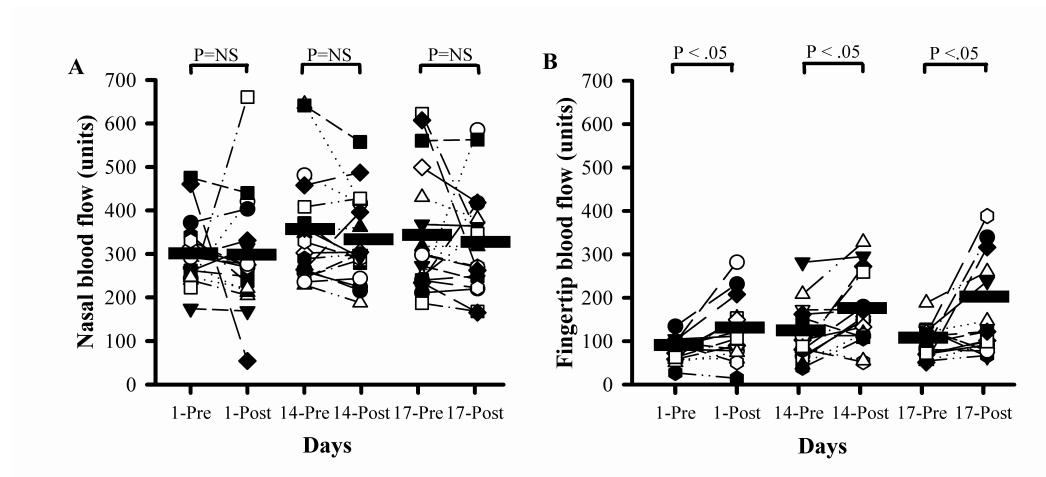 A
P=NS P=NS P=NS
Nasal blood flow (units)
700
600
500
400
300
200
100
0
1-Pre 1-Post 14-Pre 14-Post 17-Pre 17-Post
Days
B
P < .05 P < .05 P <.05
Fingertip blood flow (units)
700
600
500
400
300
200
100
0
1-Pre 1-Post 14-Pre 14-Post 17-Pre 17-Post
Days